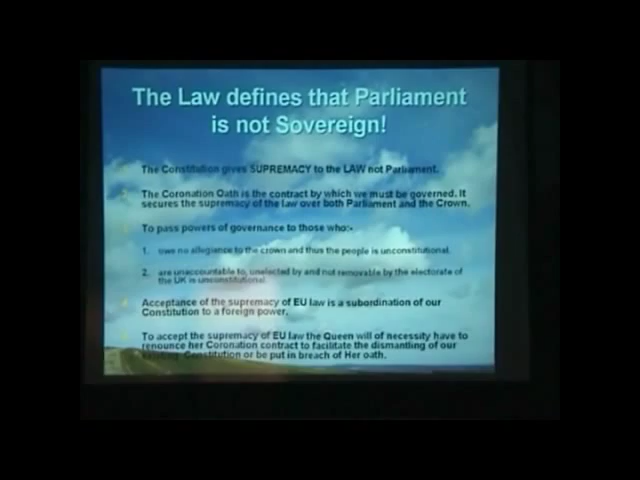 The Law defines that Parliament
is not Sovereign!
The Constitution gives SUPREMACY to the LAW not Parliament.
The Coronation Oath is the contract by which we must be governed. It
secures the supremacy of the law over both Parliament and the Crown.
To pass powers of governance to those who:-
1. owe no allegiance to the crown and thus the people is unconstitutional.
2. are unaccountable to, unelected by and not removable by the electorate of
the UK is unconstitutional.
Acceptance of the supremacy of EU law is a subordination of our
Constitution to a foreign power.
To accept the supremacy of EU law the Queen will of necessity have to
renounce her Coronation contract to facilitate the dismantling of our
existing Constitution or be put in breach of Her oath.